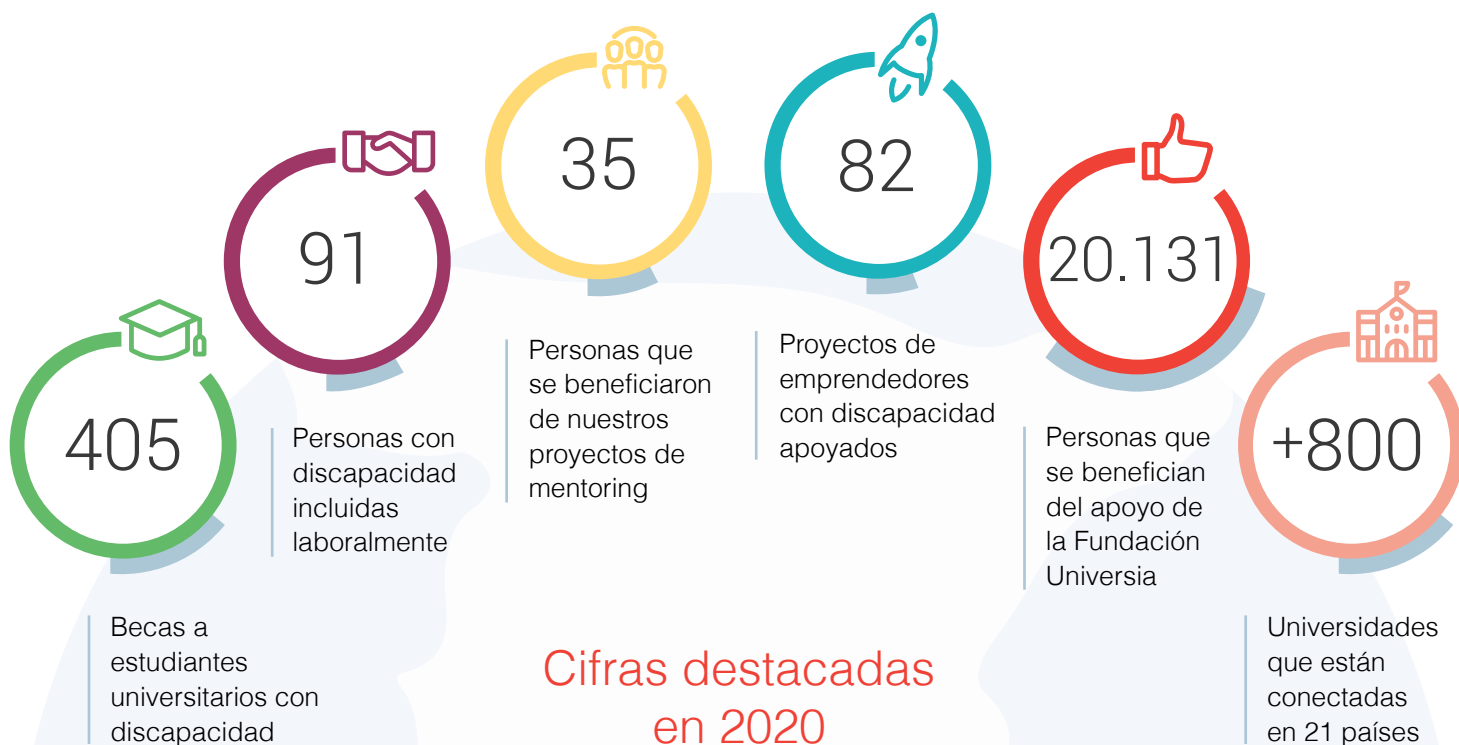 405
Becas a
estudiantes
universitarios con
discapacidad
91
Personas con
discapacidad
incluidas
laboralmente
35
Personas que
se beneficiaron
de nuestros
proyectos de
mentoring
82
Proyectos de
emprendedores
con discapacidad
apoyados
20.131
Personas que
se benefician
del apoyo de
la Fundación
Universia
+800
Universidades
que están
conectadas
en 21 países
Cifras destacadas
en 2020